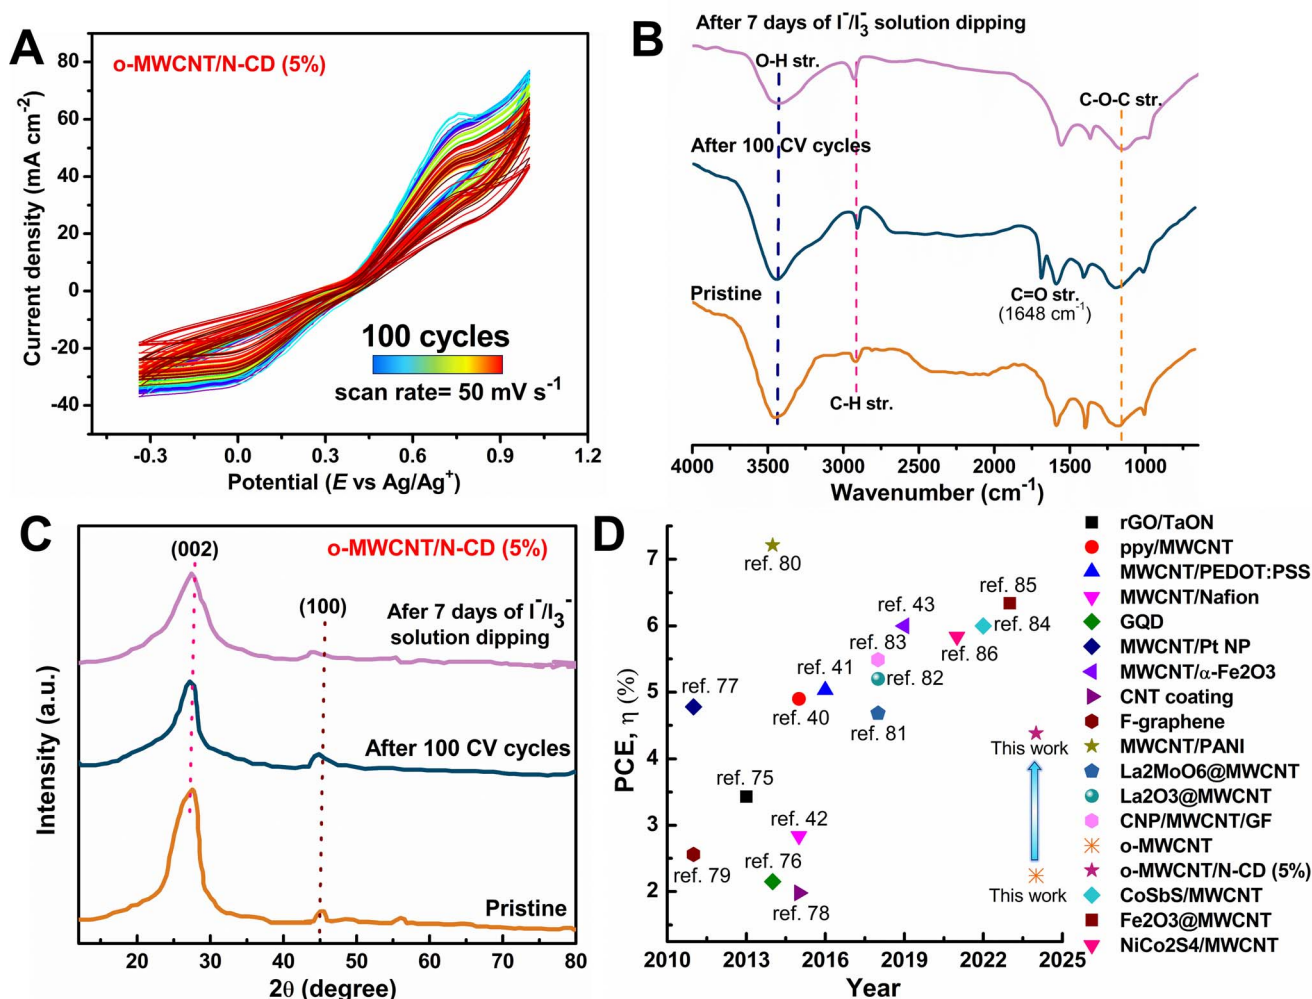 A
o-MWCNT/N-CD (5%)
80
60
40
20
0
-20
-40
Current density (mA cm-2)
100 cycles
scan rate= 50 mV s-1
-0.3
0.0
0.3
0.6
0.9
1.2
Potential (E vs Ag/Ag+)
B
After 7 days of I-/I3- solution dipping
O-H str.
C-O-C str.
After 100 CV cycles
C=O str.
(1648 cm-1)
Pristine
C-H str.
4000
3500
3000
2500
2000
1500
1000
Wavenumber (cm-1)
C
(002)
o-MWCNT/N-CD (5%)
(100)
Afer 7 days of I-/I3-
solution dipping
After 100 CV cycles
Pristine
Intensity (a.u.)
20
30
40
50
60
70
80
2θ (degree)
D
7
6
5
4
3
2
PCE, η (%)
ref. 80
ref. 85
ref. 43
ref. 84
ref. 83
ref. 86
ref. 41
ref. 82
ref. 77
ref. 40
ref. 81
This work
ref. 75
ref. 42
ref. 76
ref. 79
This work
ref. 78
2010
2013
2016
2019
2022
2025
Year
rGO/TaON
ppy/MWCNT
MWCNT/PEDOT:PSS
MWCNT/Nafion
GQD
MWCNT/Pt NP
MWCNT/α-Fe2O3
CNT coating
F-graphene
MWCNT/PANI
La2MoO6@MWCNT
La2O3@MWCNT
CNP/MWCNT/GF
o-MWCNT
o-MWCNT/N-CD (5%)
CoSbS/MWCNT
Fe2O3@MWCNT
NiCo2S4/MWCNT